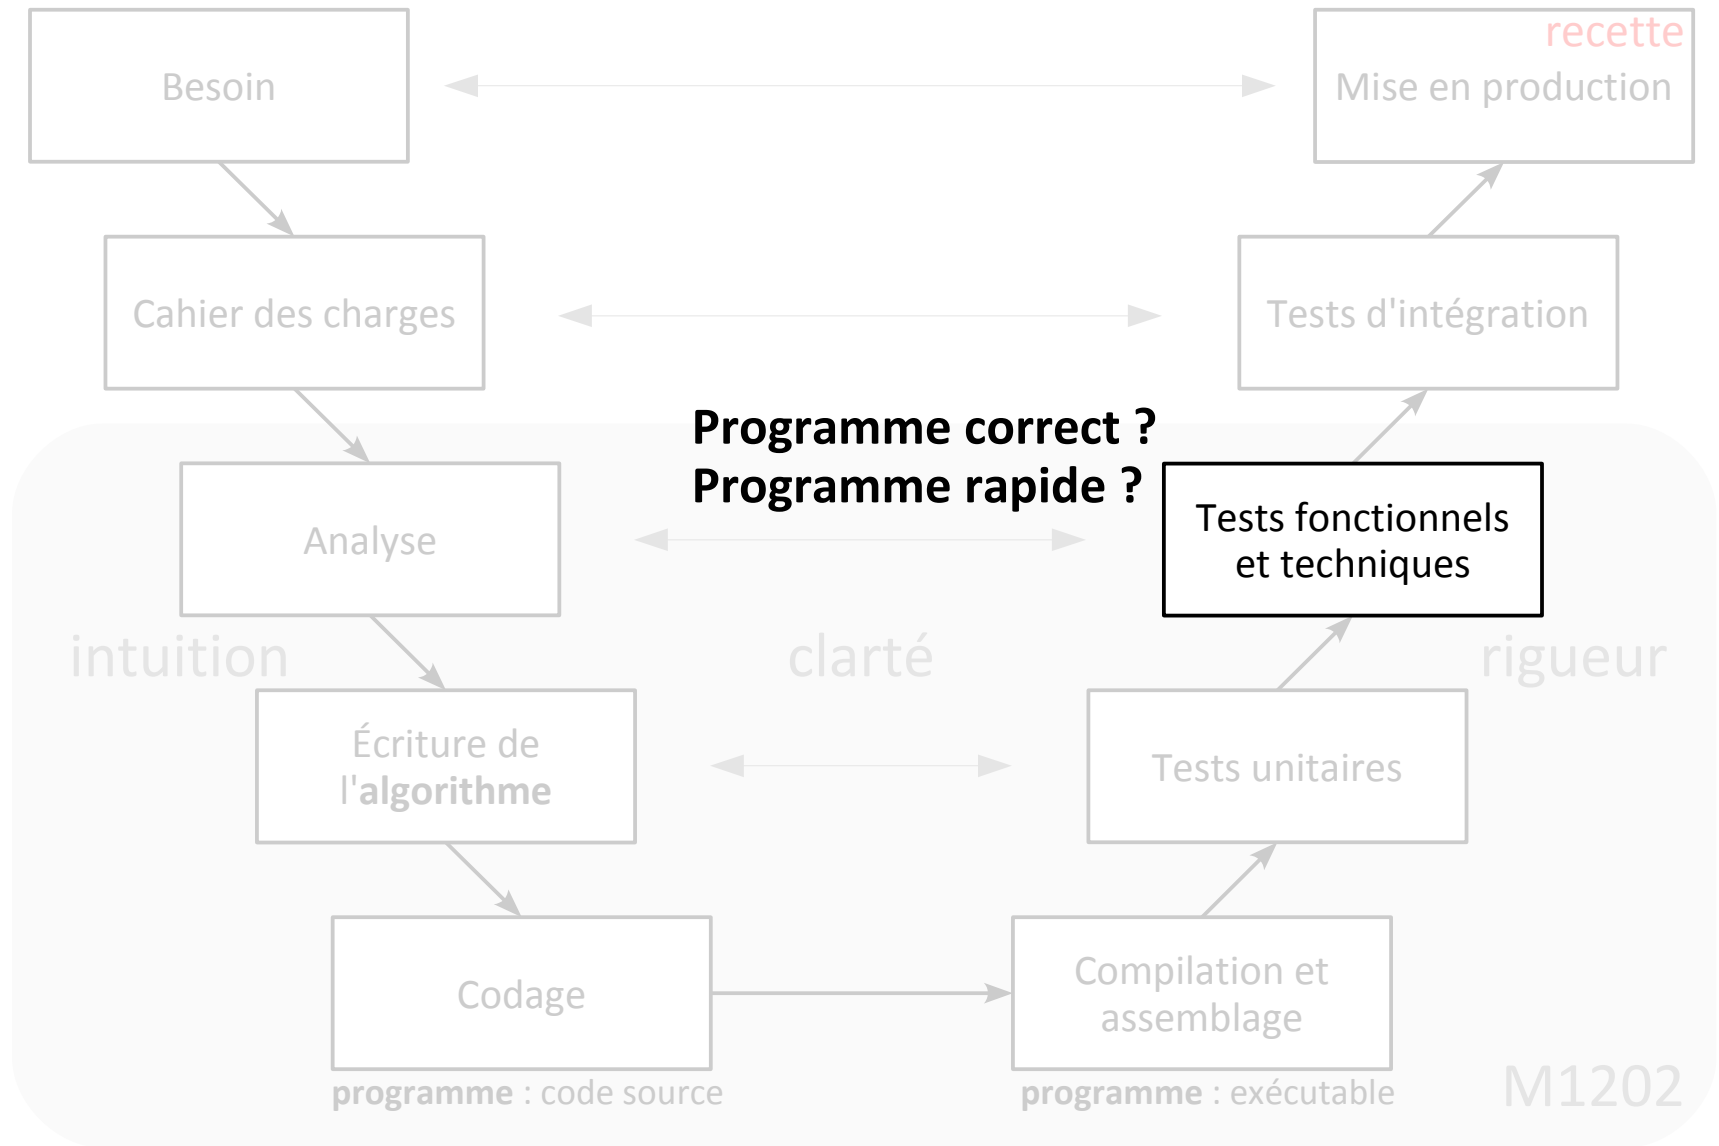 recette
Besoin
Mise en production
Cahier des charges
Tests d'intégration
Programme correct ?
Programme rapide ?
Analyse
Tests fonctionnels
et techniques
intuition
clarté
rigueur
Écriture de
l'algorithme
Tests unitaires
Codage
Compilation et
assemblage
programme : code source
programme : exécutable
M1202